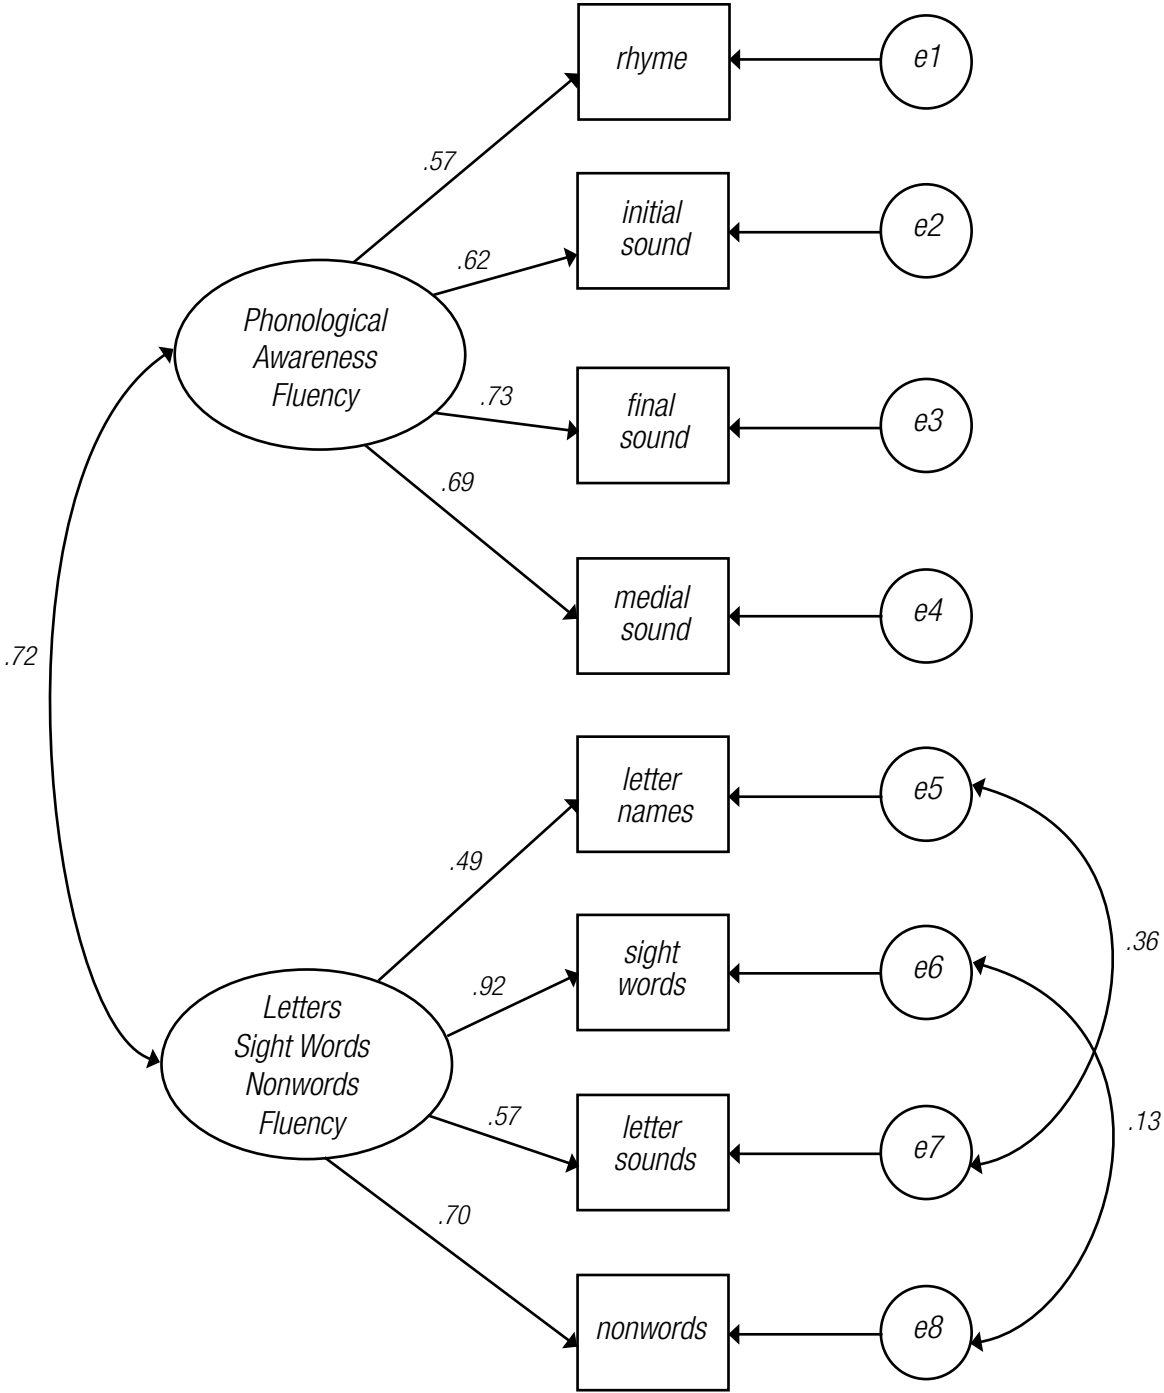 rhyme
e1
.57
initial
sound
e2
.62
Phonological
Awareness
Fluency
final
sound
e3
.73
.69
medial
sound
e4
.72
letter
names
e5
.49
.36
sight
words
e6
.92
Letters
Sight Words
Nonwords
Fluency
letter
sounds
e7
.57
.13
.70
nonwords
e8